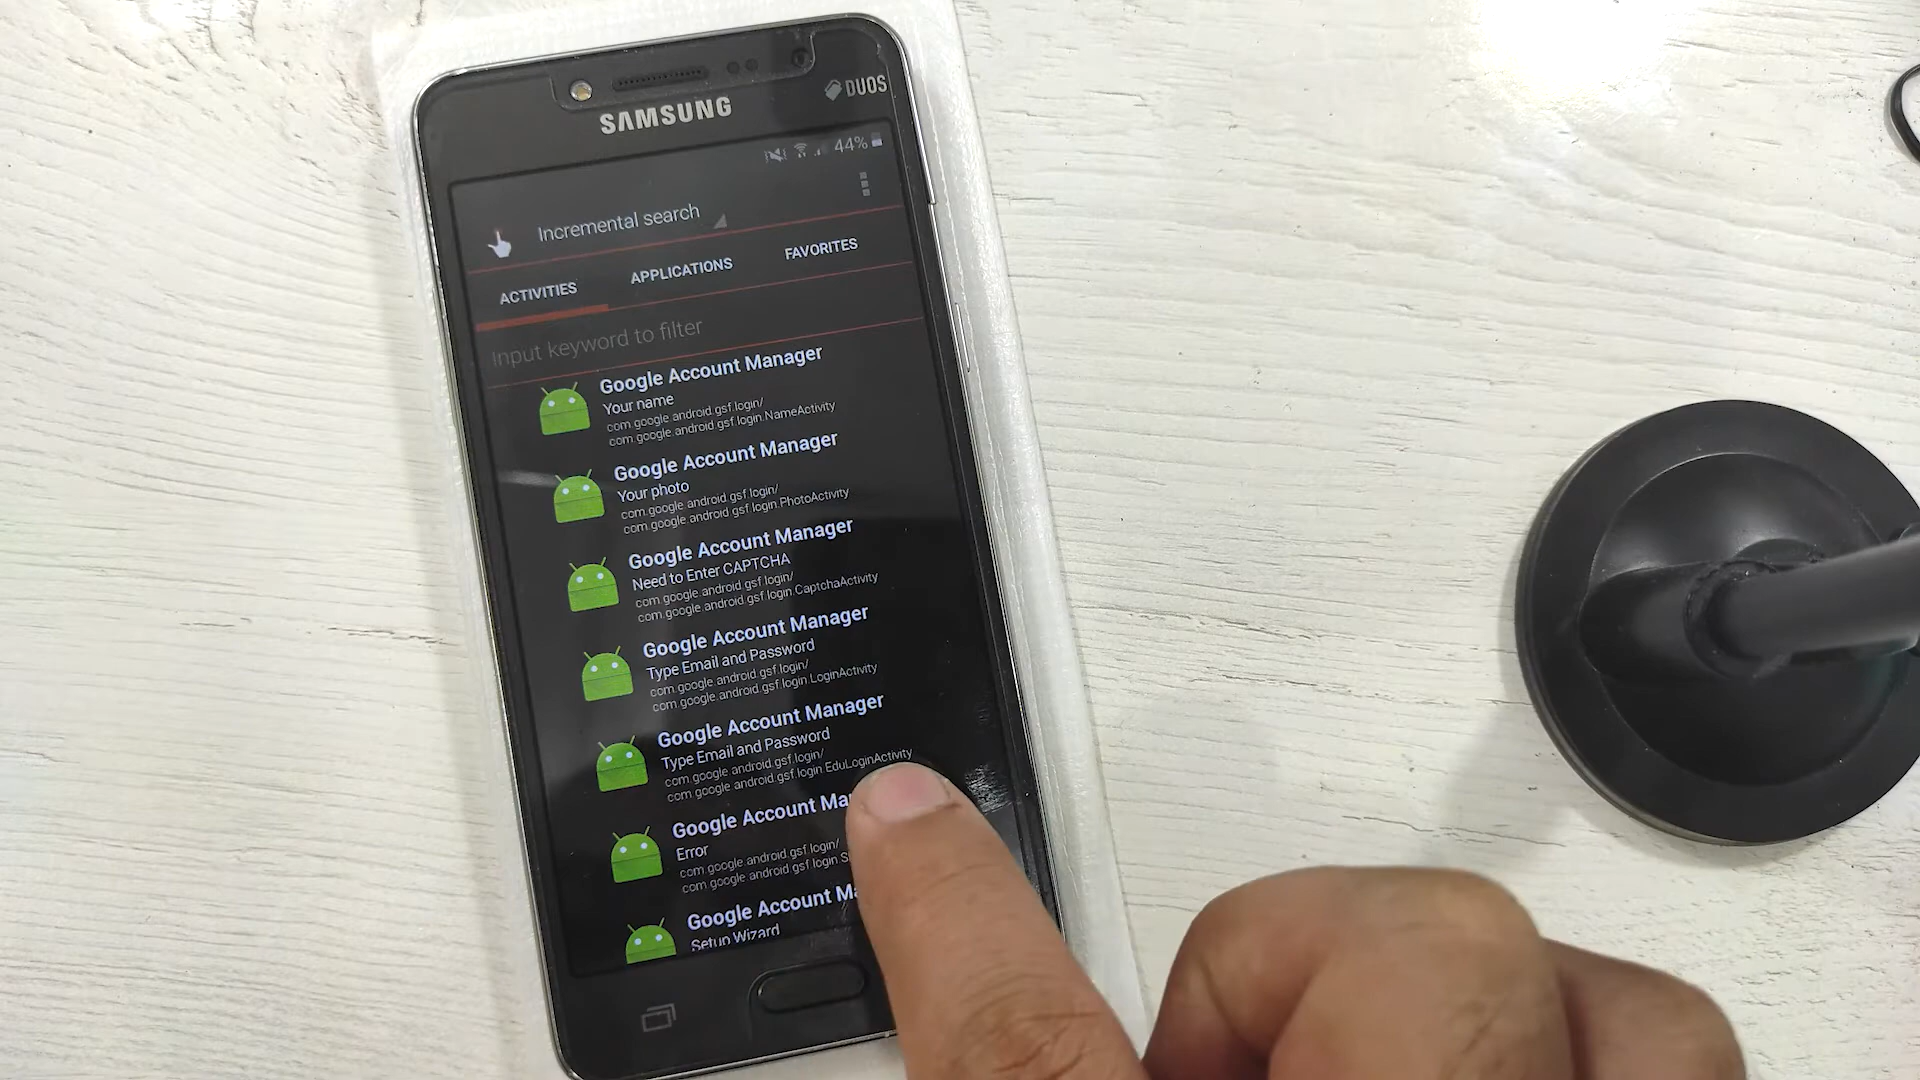 DUOS
SAMSUNG
44%
Incremental search
ACTIVITIES
APPLICATIONS
FAVORITES
Input keyword to filter
Google Account Manager
Your name
com.google.android.gsf.login/
com.google.android.gsf.login.NameActivity
Google Account Manager
Your photo
com.google.android.gsf.login/
com.google.android.gsf.login.PhotoActivity
Google Account Manager
Need to Enter CAPTCHA
com.google.android.gsf.login/
com.google.android.gsf.login.CaptchaActivity
Google Account Manager
Type Email and Password
com.google.android.gsf.login/
com.google.android.gsf.login.LoginActivity
Google Account Manager
Type Email and Password
com.google.android.gsf.login/
com.google.android.gsf.login.EduLoginActivity
Google Account Ma
Error
com.google.android.gsf.login/
com.google.android.gsf.login.S
Google Account Ma
Setup Wizard